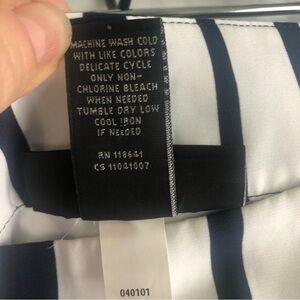 MACHINE WASH COLD
WITH LIKE COLORS
DELICATE CYCLE
ONLY NON-
CHLORINE BLEACH
WHEN NEEDED
TUMBLE DRY LOW
COOL IRON
IF NEEDED
RN 118641
CS 11041007
040101